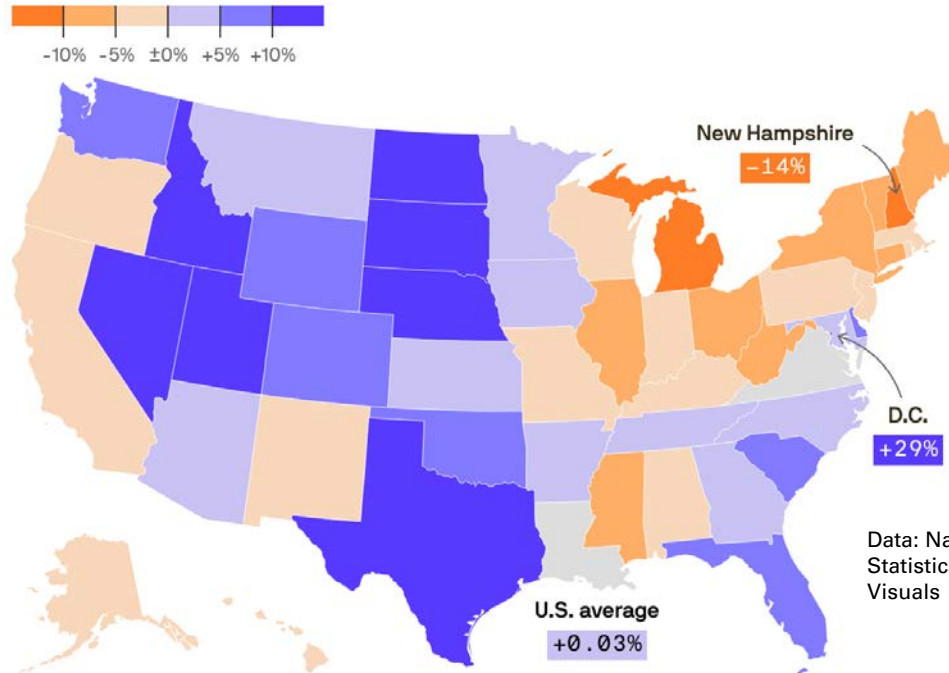 -10% -5% ±0% +5% +10%
New Hampshire
-14%
D.C.
+29%
Data: Na
Statistic
Visuals
U.S. average
+0.03%